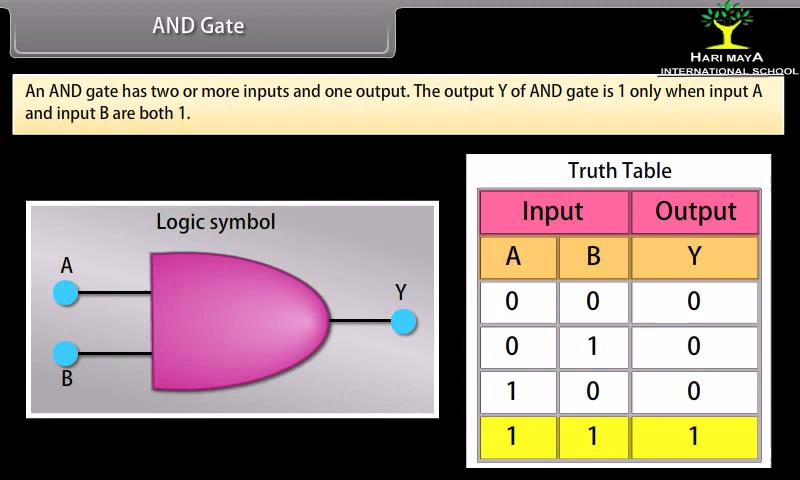 AND Gate
HARI MAYA
INTERNATIONAL SCHOOL
An AND gate has two or more inputs and one output. The output Y of AND gate is 1 only when input A
and input B are both 1.
Logic symbol
A
B
Y
Truth Table
Input Output
A B Y
0 0 0
0 1 0
1 0 0
1 1 1